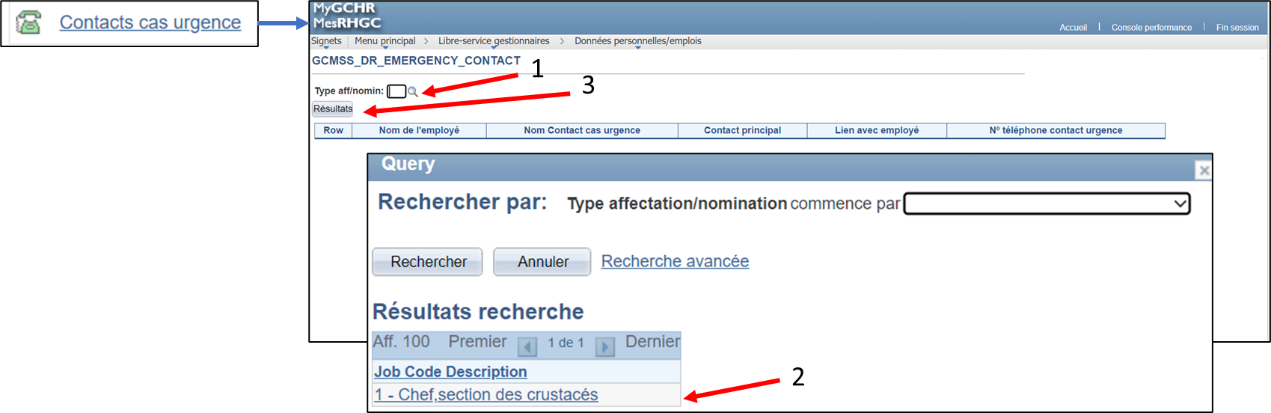 Contacts cas urgence
MyGCHR
MesRHGC
Accueil | Console performance | Fin session
Signets | Menu principal > Libre-service gestionnaires > Données personnelles/emplois
GCMSS_DR_EMERGENCY_CONTACT
1
Type aff/nomin:
3
Résultats
Row Nom de l'employé Nom Contact cas urgence Contact principal Lien avec employé Nº téléphone contact urgence
Query
×
Rechercher par: Type affectation/nomination commence par
Rechercher Annuler Recherche avancée
Résultats recherche
Aff. 100 Premier 1 de 1 Dernier
Job Code Description
1 - Chef,section des crustacés
2